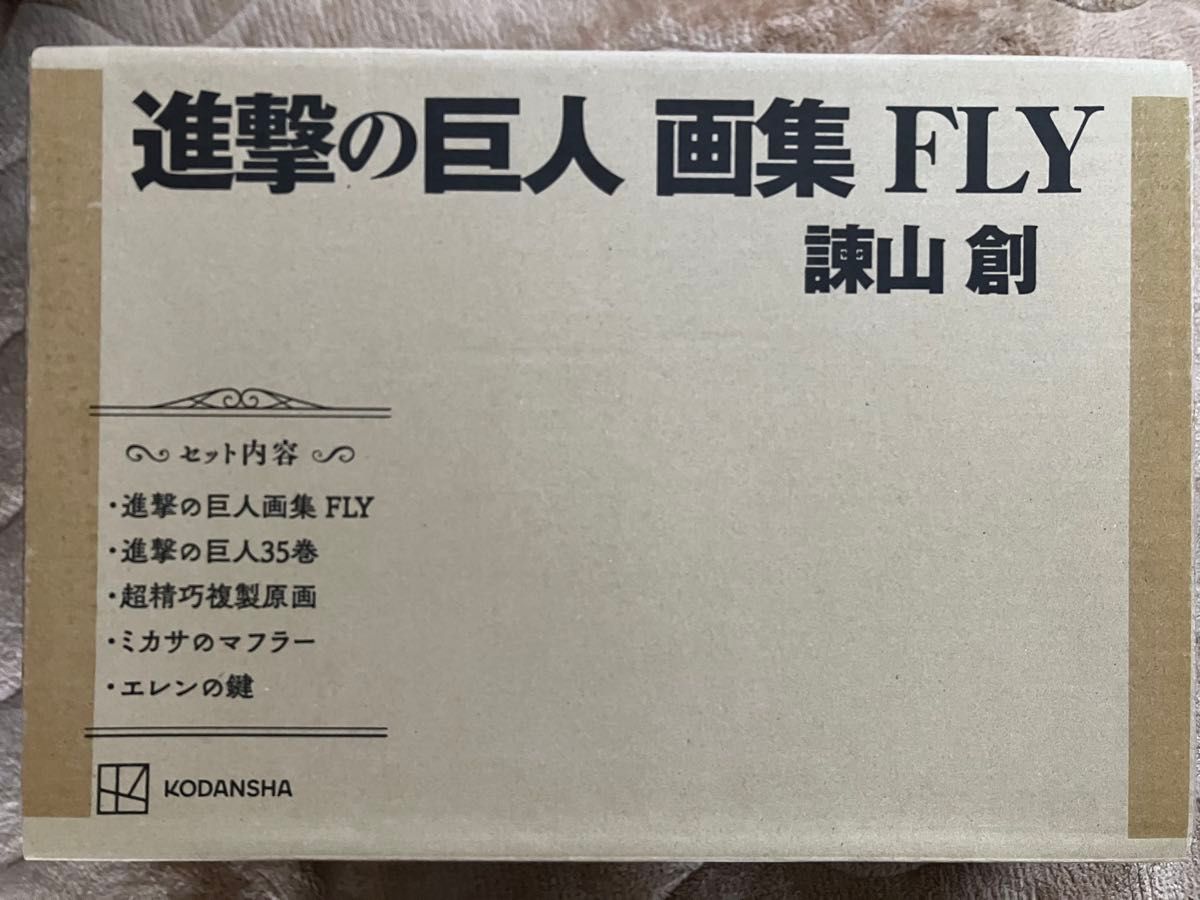 進撃の巨人 画集 FLY
諫山 創
セット内容
・進撃の巨人画集 FLY
・進撃の巨人35巻
・超精巧複製原画
・ミカサのマフラー
・エレンの鍵
KODANSHA